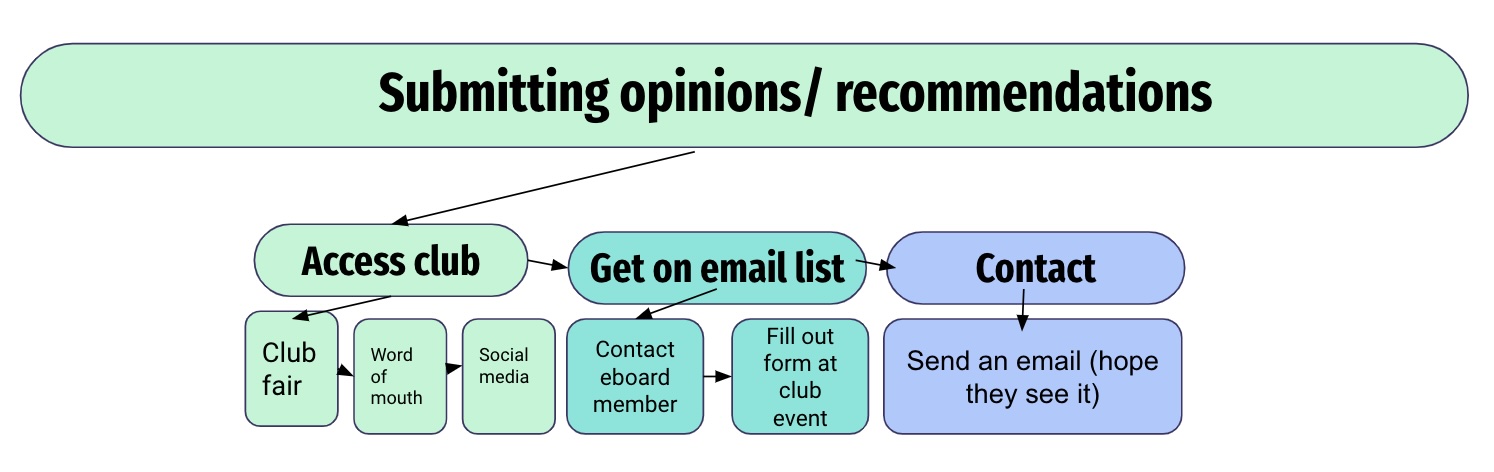 Submitting opinions/ recommendations
Access club
Get on email list
Contact
Club
fair
Word
of
mouth
Social
media
Contact
eboard
member
Fill out
form at
club
event
Send an email (hope
they see it)